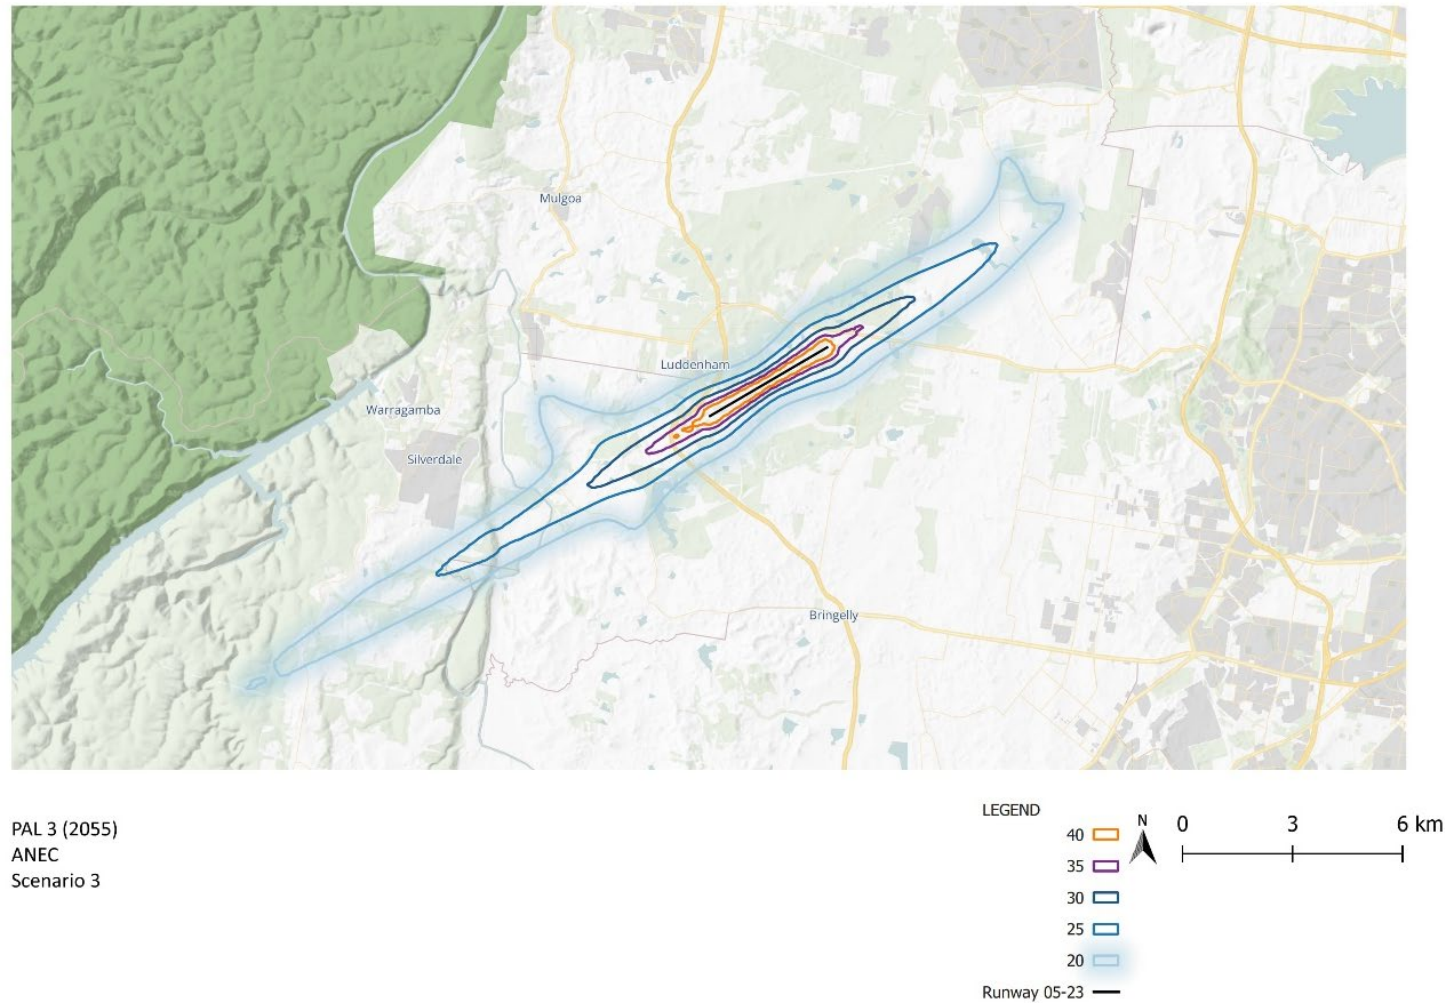 Mulgoa
Luddenham
Warragamba
Silverdale
Bringelly
PAL 3 (2055)
ANEC
Scenario 3
LEGEND
40
35
30
25
20
Runway 05-23
N
0 3 6 km